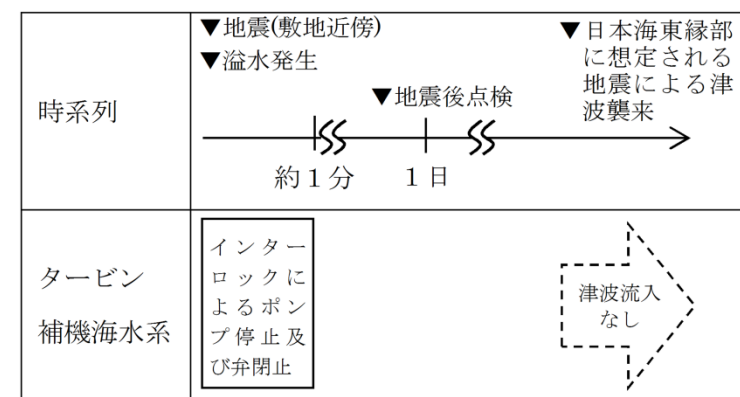 時系列
▼地震(敷地近傍)
▼溢水発生
▼地震後点検
▼日本海東縁部
に想定される
地震による津
波襲来
約1分
1日
タービン
補機海水系
インター
ロックに
よるポン
プ停止及
び弁閉止
津波流入
なし